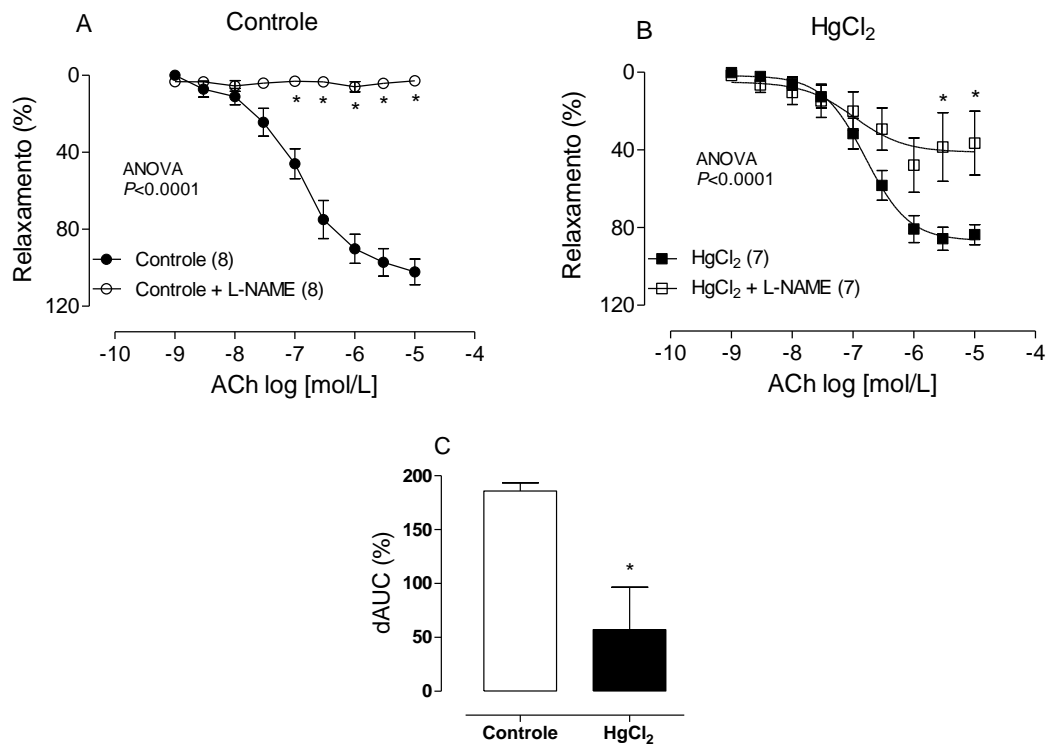 A
Controle
0
40
80
120
Relaxamento (%)
* * * * *
ANOVA
P<0.0001
Controle (8)
Controle + L-NAME (8)
-10 -9 -8 -7 -6 -5 -4
ACh log [mol/L]
B
HgCl₂
0
40
80
120
Relaxamento (%)
* *
ANOVA
P<0.0001
HgCl₂ (7)
HgCl₂ + L-NAME (7)
-10 -9 -8 -7 -6 -5 -4
ACh log [mol/L]
C
200
150
100
50
0
dAUC (%)
*
Controle HgCl₂